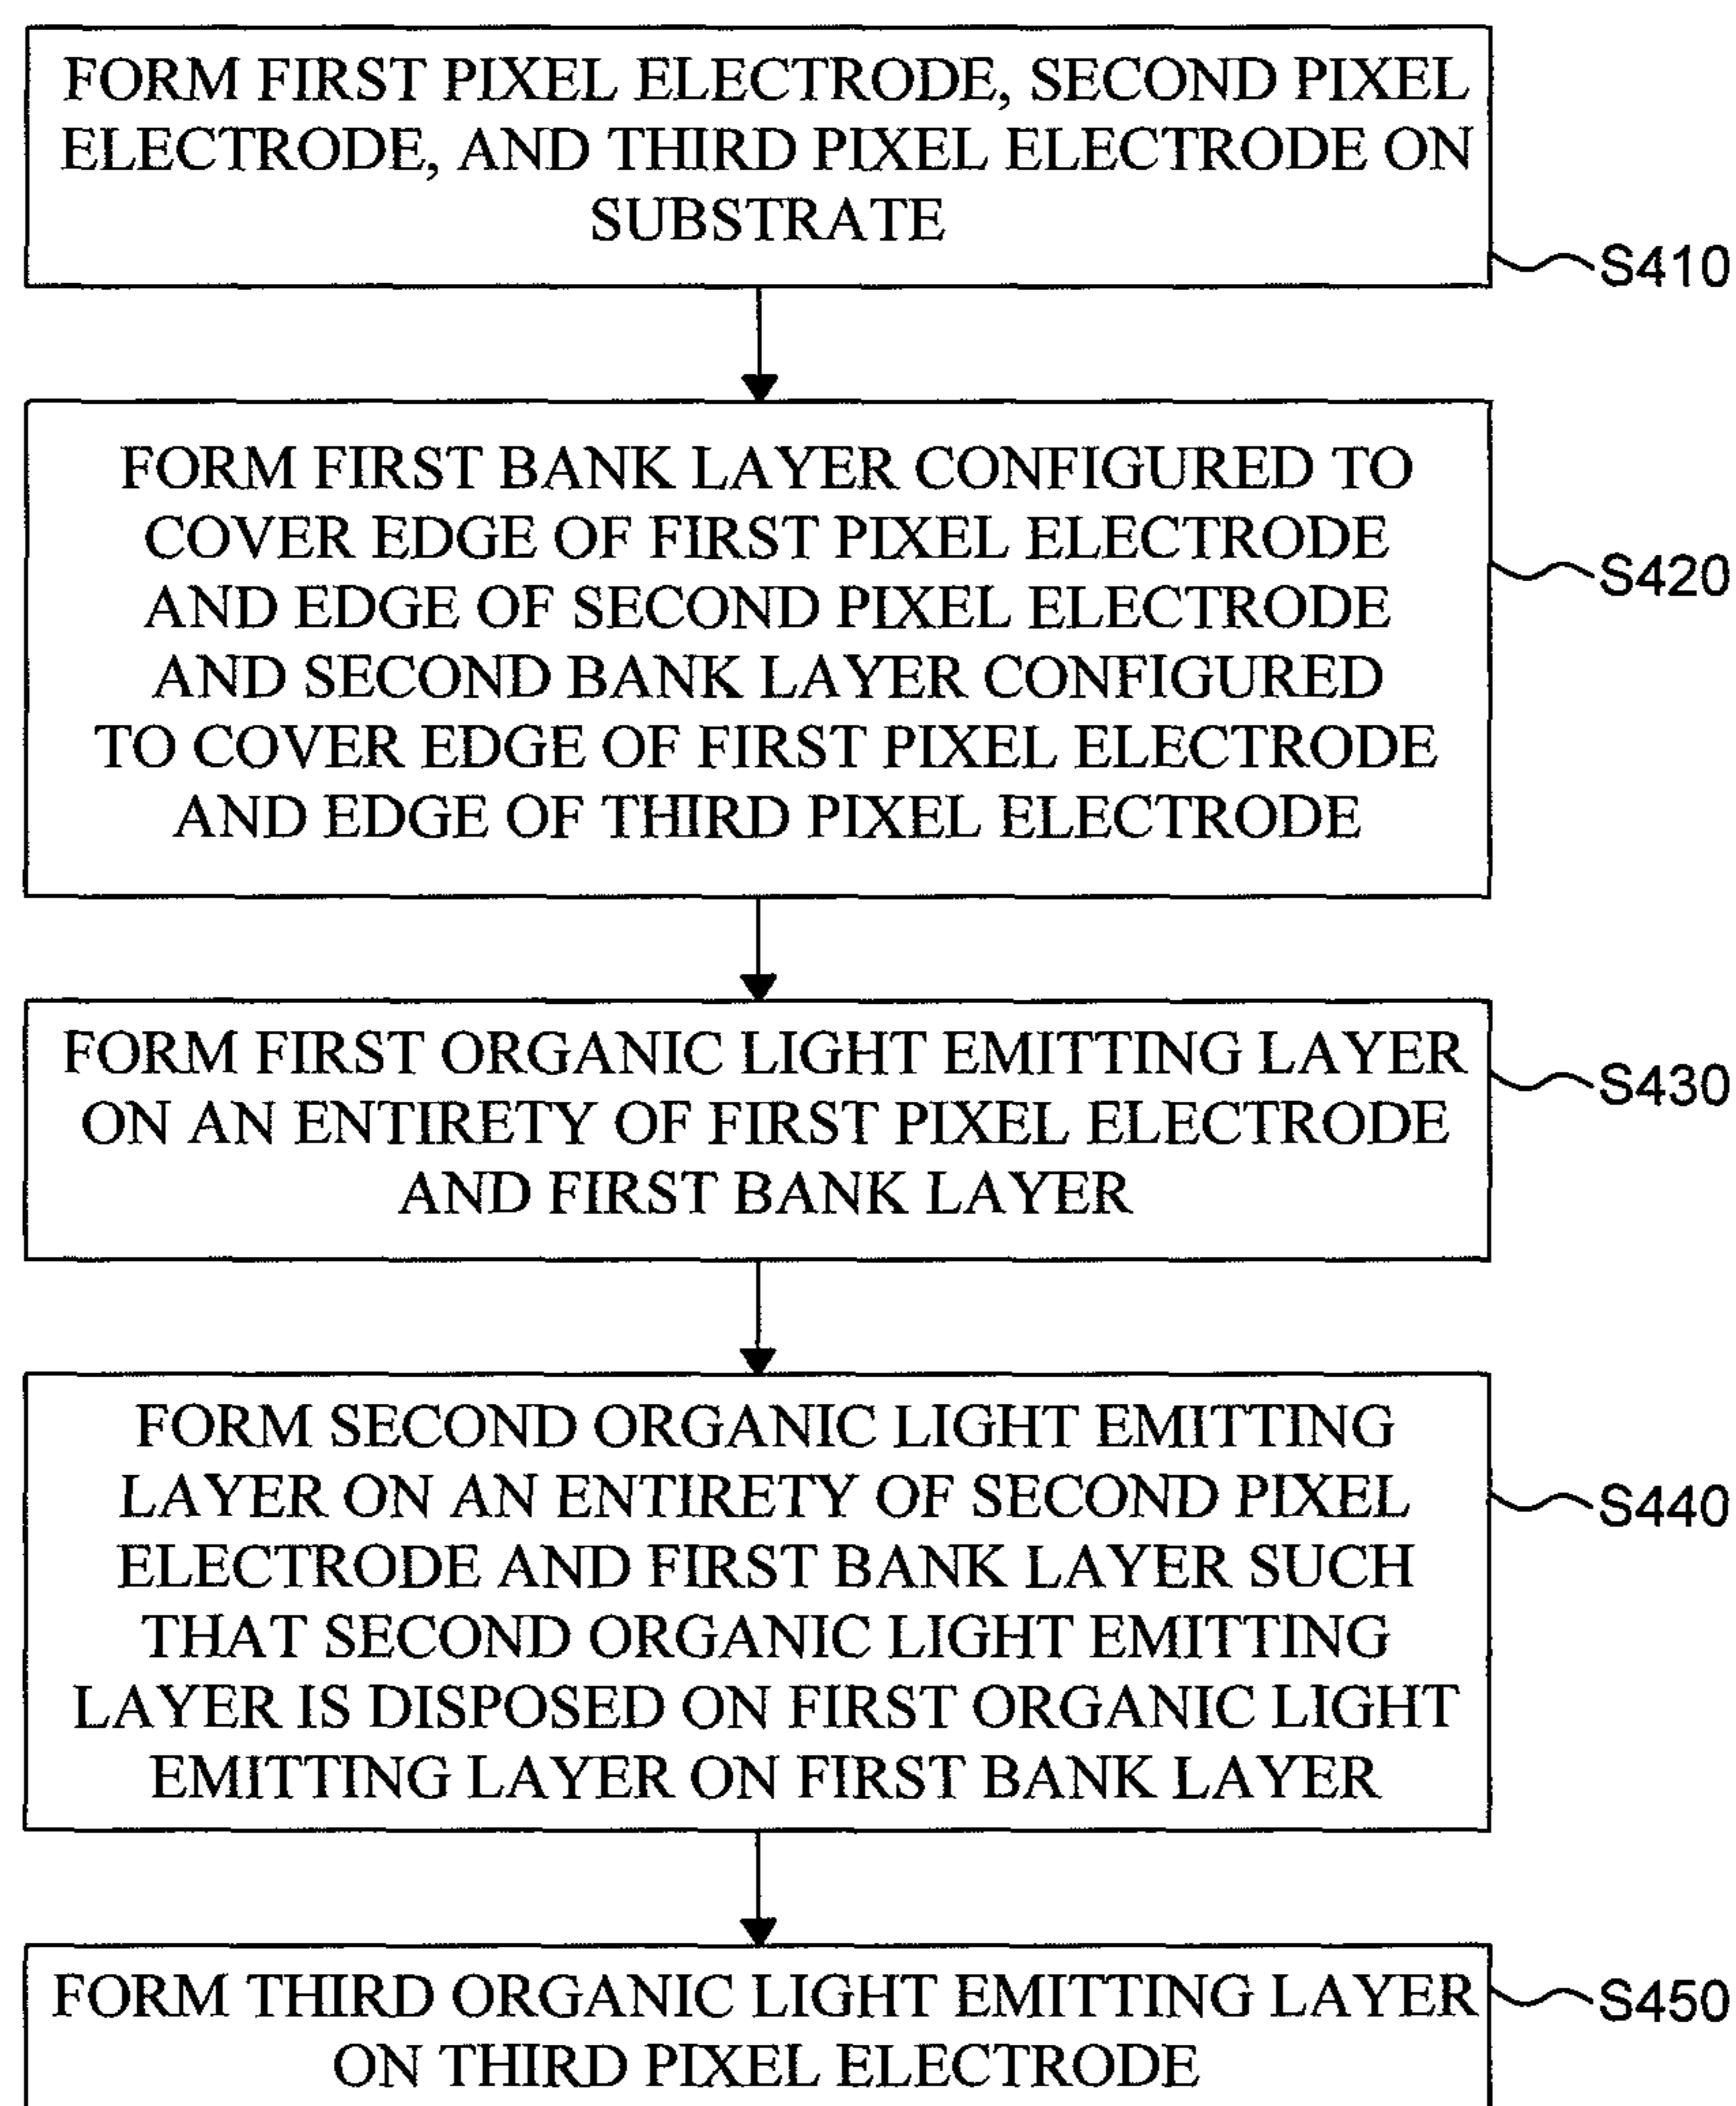 FORM FIRST PIXEL ELECTRODE, SECOND PIXEL
ELECTRODE, AND THIRD PIXEL ELECTRODE ON
SUBSTRATE
S410
FORM FIRST BANK LAYER CONFIGURED TO
COVER EDGE OF FIRST PIXEL ELECTRODE
AND EDGE OF SECOND PIXEL ELECTRODE
AND SECOND BANK LAYER CONFIGURED
TO COVER EDGE OF FIRST PIXEL ELECTRODE
AND EDGE OF THIRD PIXEL ELECTRODE
S420
FORM FIRST ORGANIC LIGHT EMITTING LAYER
ON AN ENTIRETY OF FIRST PIXEL ELECTRODE
AND FIRST BANK LAYER
S430
FORM SECOND ORGANIC LIGHT EMITTING
LAYER ON AN ENTIRETY OF SECOND PIXEL
ELECTRODE AND FIRST BANK LAYER SUCH
THAT SECOND ORGANIC LIGHT EMITTING
LAYER IS DISPOSED ON FIRST ORGANIC LIGHT
EMITTING LAYER ON FIRST BANK LAYER
S440
FORM THIRD ORGANIC LIGHT EMITTING LAYER
ON THIRD PIXEL ELECTRODE
S450